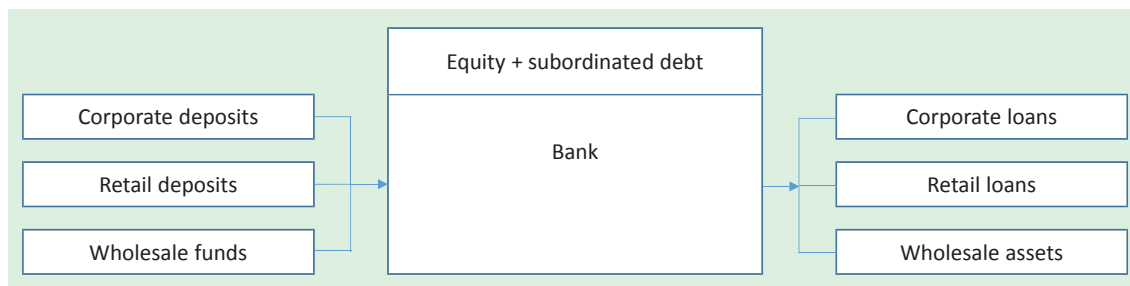 Equity + subordinated debt
Corporate deposits
Retail deposits
Wholesale funds
Bank
Corporate loans
Retail loans
Wholesale assets